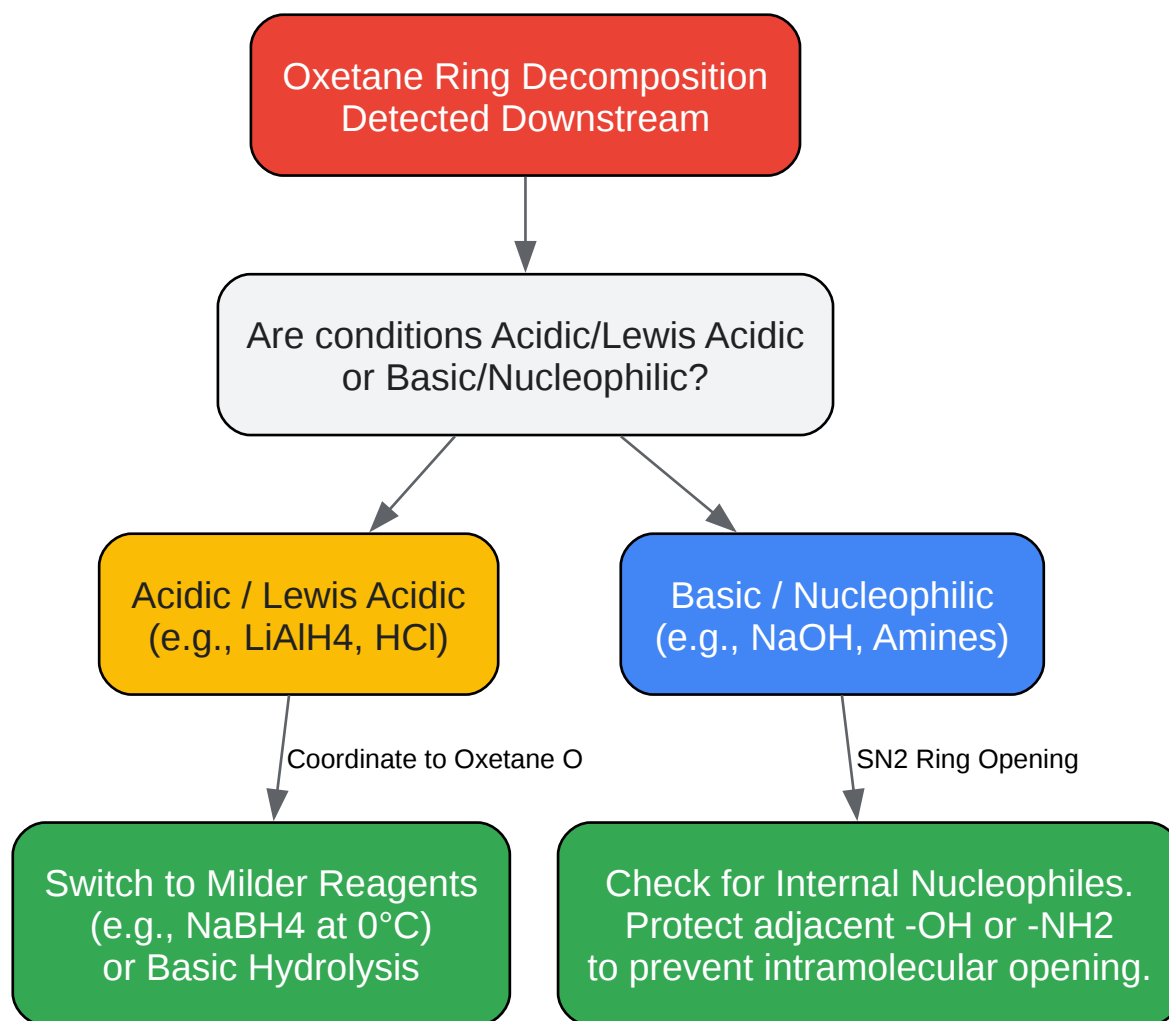 Oxetane Ring Decomposition
Detected Downstream
Are conditions Acidic/Lewis Acidic
or Basic/Nucleophilic?
Acidic / Lewis Acidic
(e.g., LiAlH4, HCl)
Basic / Nucleophilic
(e.g., NaOH, Amines)
Coordinate to Oxetane O
SN2 Ring Opening
Switch to Milder Reagents
(e.g., NaBH4 at 0°C)
or Basic Hydrolysis
Check for Internal Nucleophiles.
Protect adjacent -OH or -NH2
to prevent intramolecular opening.